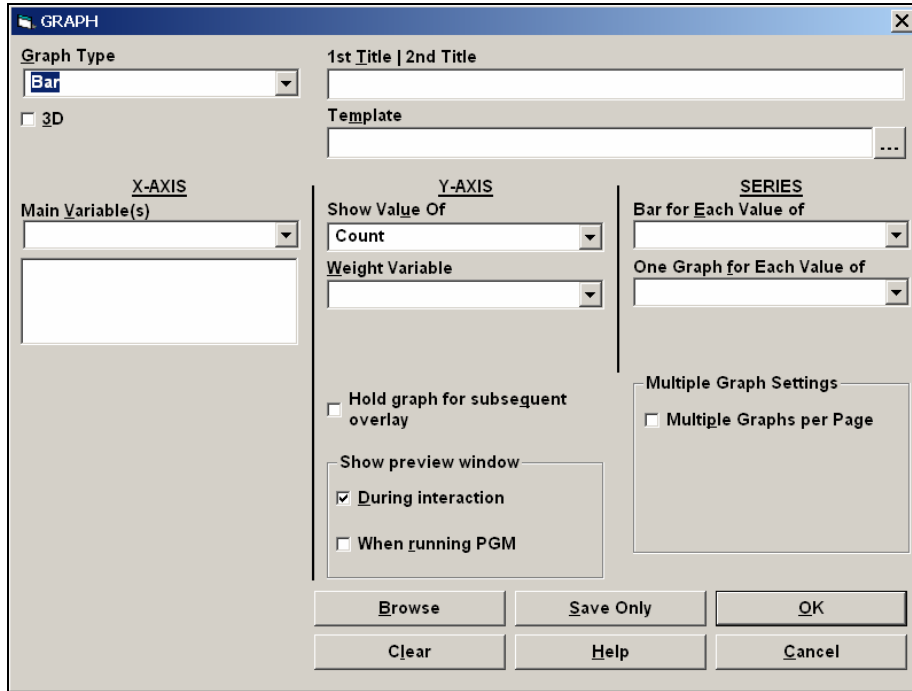 GRAPH
Graph Type
Bar
3D
1st Title | 2nd Title
Template
...
X-AXIS
Main Variable(s)
Y-AXIS
Show Value Of
Count
Weight Variable
SERIES
Bar for Each Value of
One Graph for Each Value of
Hold graph for subsequent
overlay
Show preview window
During interaction
When running PGM
Multiple Graph Settings
Multiple Graphs per Page
Browse
Save Only
OK
Clear
Help
Cancel